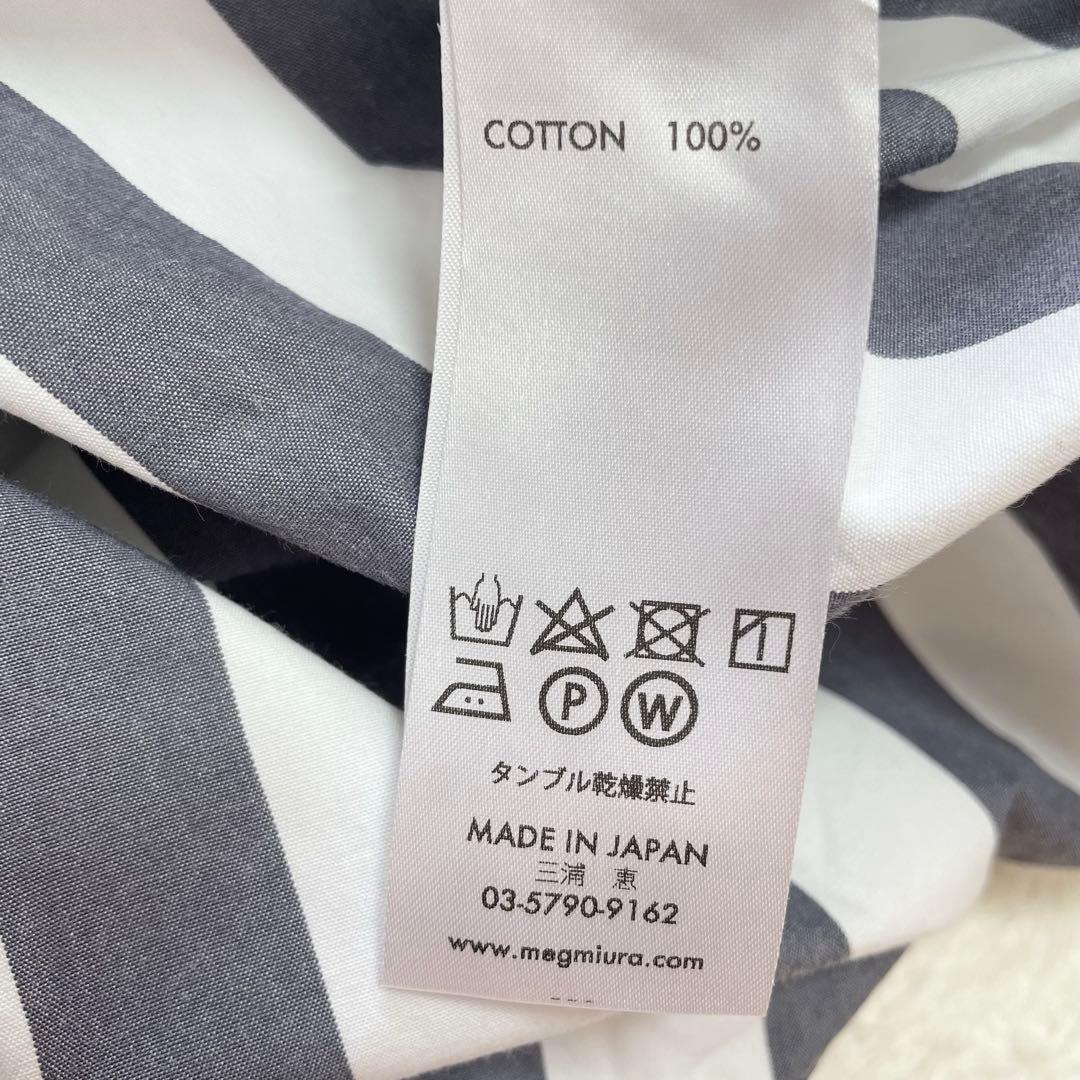 COTTON 100%
P W
タンブル乾燥禁止
MADE IN JAPAN
三浦 恵
03-5790-9162
www.megmiura.com